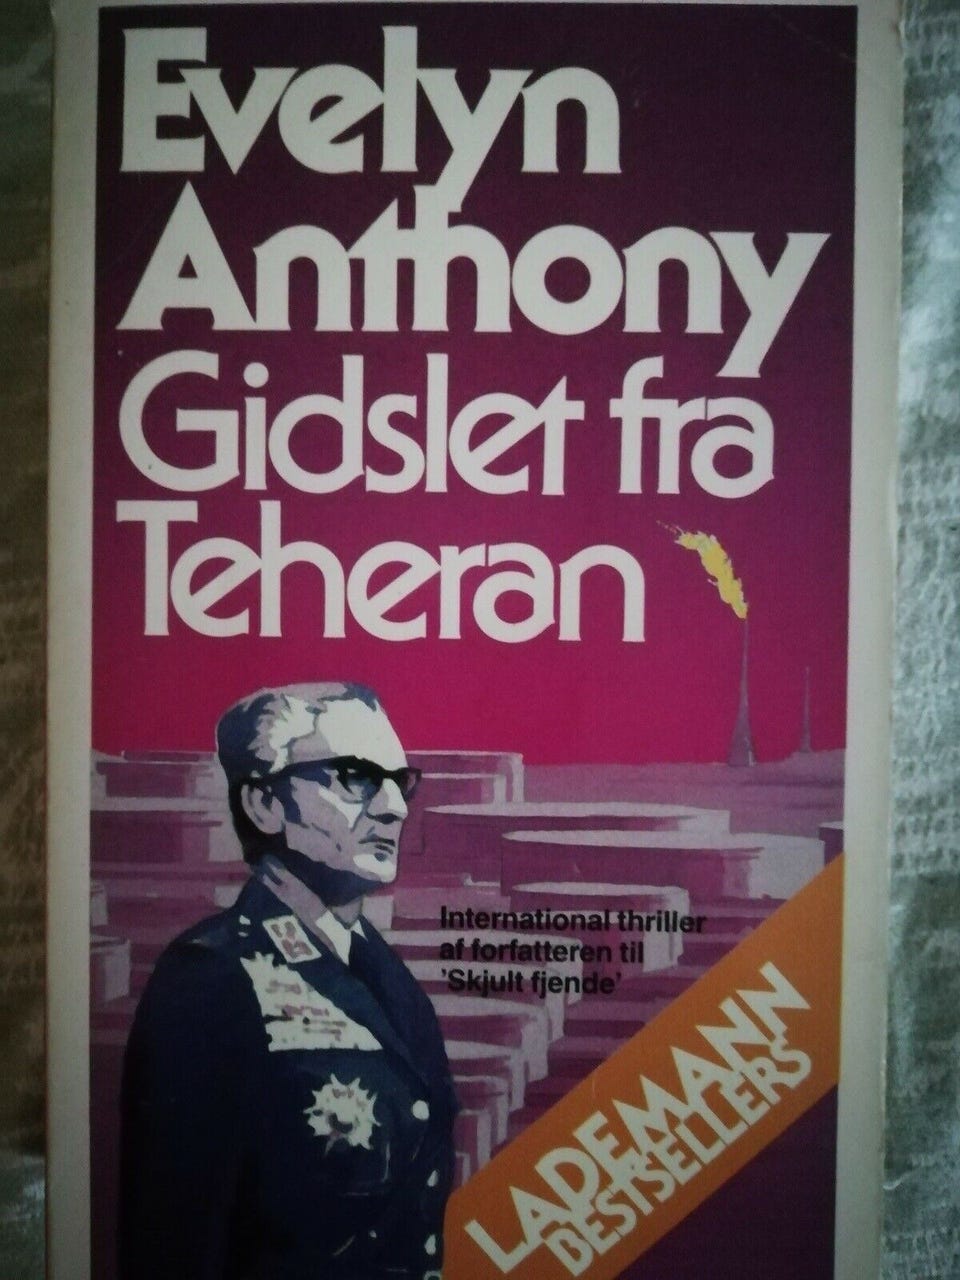 Evelyn
Anthony
Gidslet fra
Teheran
International thriller
af forfatteren til
'Skjult fjende'
LADEMANN
BESTSELLERS